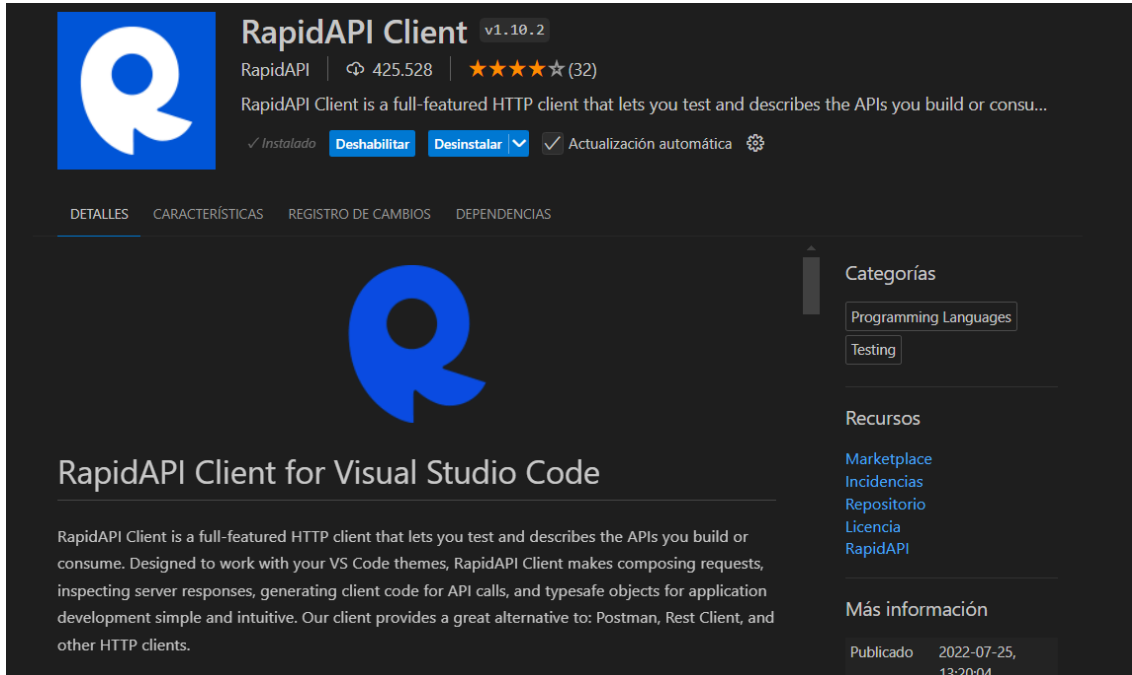 RapidAPI Client v1.10.2
RapidAPI 425.528 (32)
RapidAPI Client is a full-featured HTTP client that lets you test and describes the APIs you build or consu...
✓ Instalado Deshabilitar Desinstalar Actualización automática
DETALLES CARACTERÍSTICAS REGISTRO DE CAMBIOS DEPENDENCIAS
RapidAPI Client for Visual Studio Code
RapidAPI Client is a full-featured HTTP client that lets you test and describes the APIs you build or
consume. Designed to work with your VS Code themes, RapidAPI Client makes composing requests,
inspecting server responses, generating client code for API calls, and typesafe objects for application
development simple and intuitive. Our client provides a great alternative to: Postman, Rest Client, and
other HTTP clients.
Categorías
Programming Languages
Testing
Recursos
Marketplace
Incidencias
Repositorio
Licencia
RapidAPI
Más información
Publicado 2022-07-25,
13:20:04